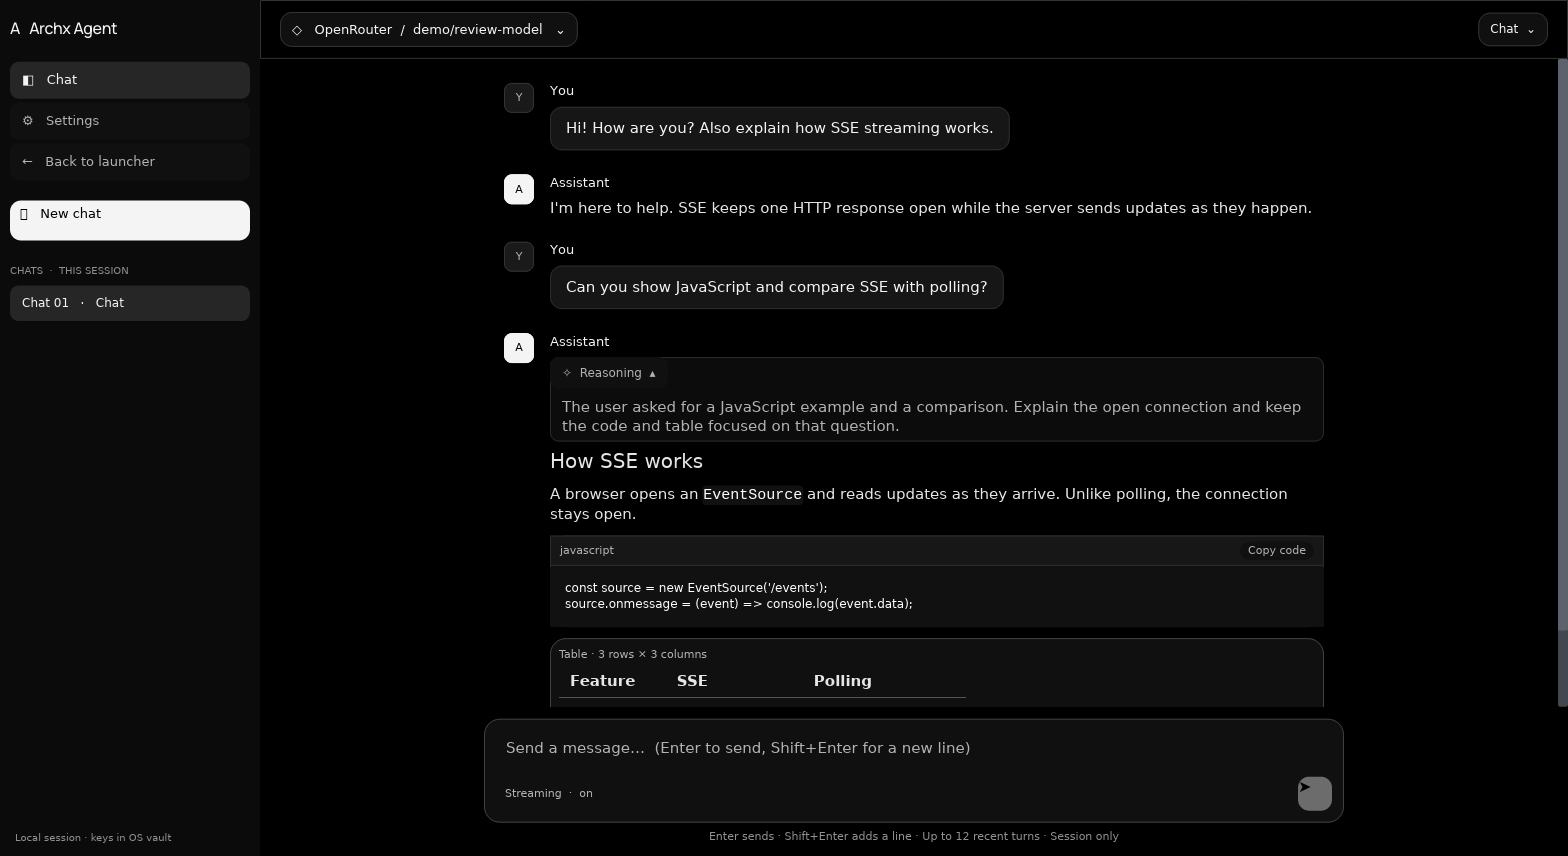 A Archx Agent
Chat
Settings
← Back to launcher
New chat
CHATS · THIS SESSION
Chat 01 · Chat
Local session · keys in OS vault
OpenRouter / demo/review-model
Chat
Y
You
Hi! How are you? Also explain how SSE streaming works.
A
Assistant
I'm here to help. SSE keeps one HTTP response open while the server sends updates as they happen.
Y
You
Can you show JavaScript and compare SSE with polling?
A
Assistant
Reasoning
The user asked for a JavaScript example and a comparison. Explain the open connection and keep
the code and table focused on that question.
How SSE works
A browser opens an EventSource and reads updates as they arrive. Unlike polling, the connection
stays open.
javascript
Copy code
const source = new EventSource('/events');
source.onmessage = (event) => console.log(event.data);
Table · 3 rows × 3 columns
Feature SSE Polling
Send a message… (Enter to send, Shift+Enter for a new line)
Streaming · on
Enter sends · Shift+Enter adds a line · Up to 12 recent turns · Session only